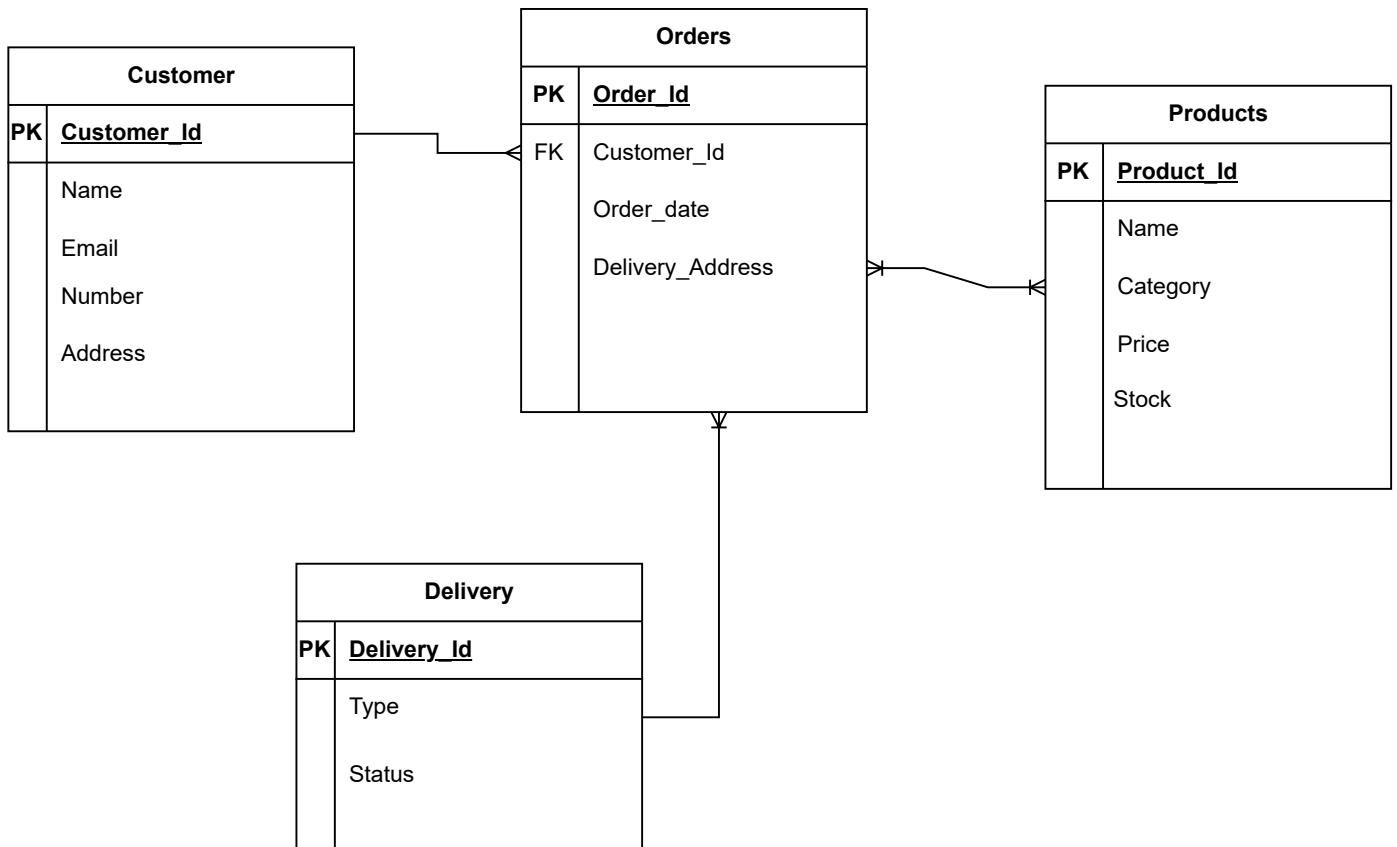 Customer
PK Customer_Id
Name
Email
Number
Address
Orders
PK Order_Id
FK Customer_Id
Order_date
Delivery_Address
Products
PK Product_Id
Name
Category
Price
Stock
Delivery
PK Delivery_Id
Type
Status